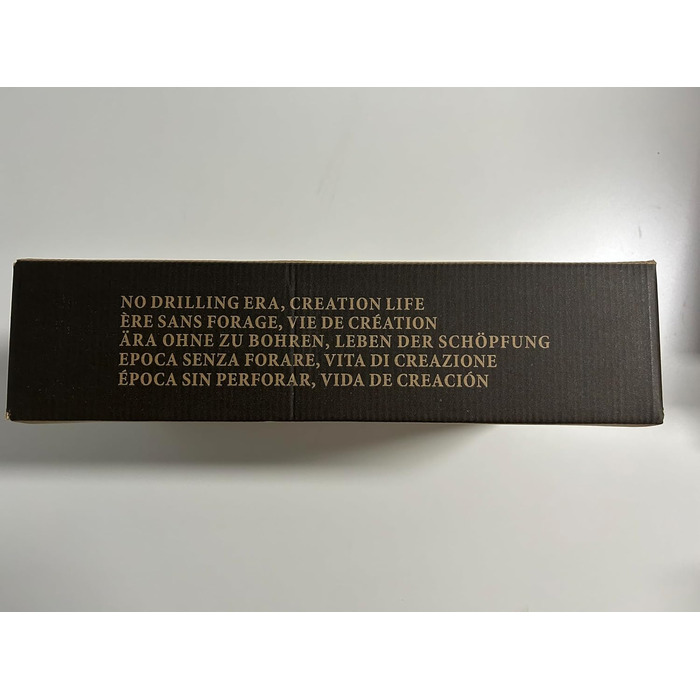 NO DRILLING ERA, CREATION LIFE
ÈRE SANS FORAGE, VIE DE CRÉATION
ÄRA OHNE ZU BOHREN, LEBEN DER SCHÖPFUNG
EPOCA SENZA FORARE, VITA DI CREAZIONE
ÉPOCA SIN PERFORAR, VIDA DE CREACIÓN